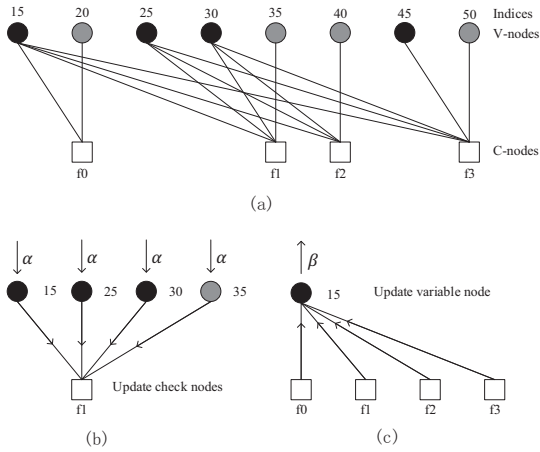 15 20 25 30 35 40 45 50 Indices
V-nodes
C-nodes
f0 f1 f2 f3
(a)
α α α α β
15 25 30 35 15 Update variable node
Update check nodes
f1 f0 f1 f2 f3
(b) (c)